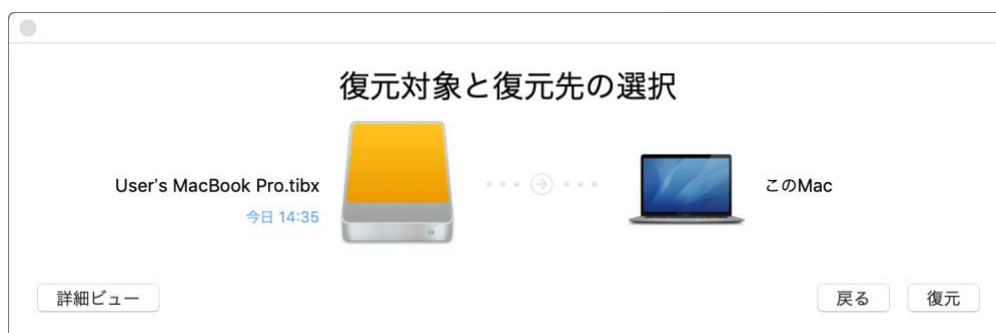 復元対象と復元先の選択
User's MacBook Pro.tibx
今日 14:35
このMac
詳細ビュー
戻る
復元